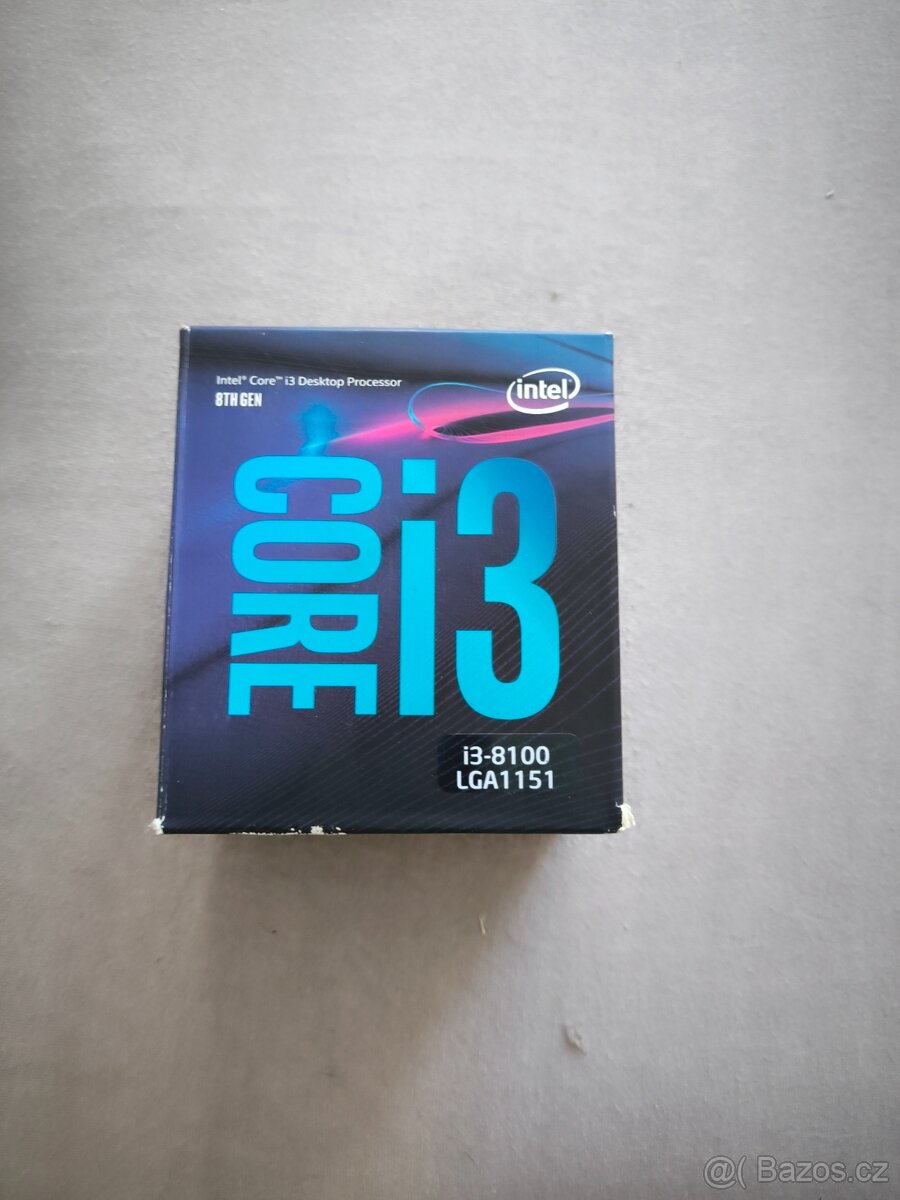 Intel® Core™ i3 Desktop Processor
8TH GEN
intel®
CORE i3
i3-8100
LGA1151
@( Bazos.cz